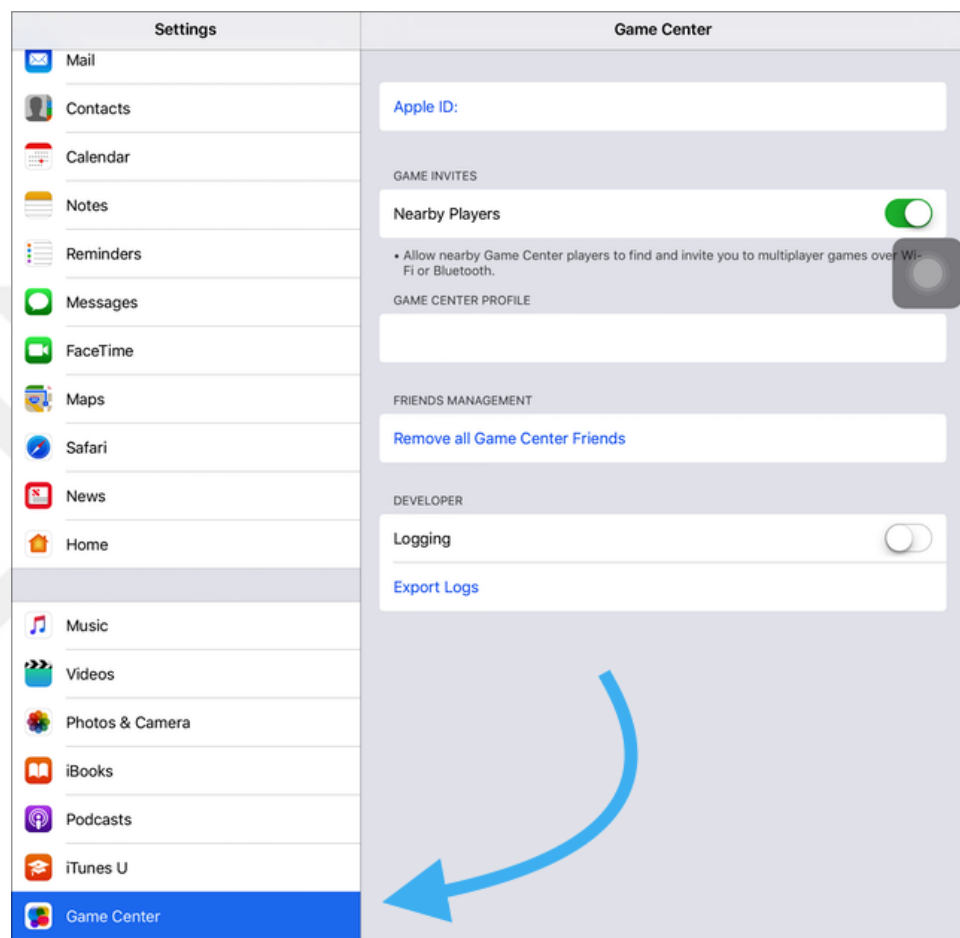 Settings
Mail
Contacts
Calendar
Notes
Reminders
Messages
FaceTime
Maps
Safari
News
Home
Music
Videos
Photos & Camera
iBooks
Podcasts
iTunes U
Game Center
Game Center
Apple ID:
GAME INVITES
Nearby Players
• Allow nearby Game Center players to find and invite you to multiplayer games over Wi-
Fi or Bluetooth.
GAME CENTER PROFILE
FRIENDS MANAGEMENT
Remove all Game Center Friends
DEVELOPER
Logging
Export Logs